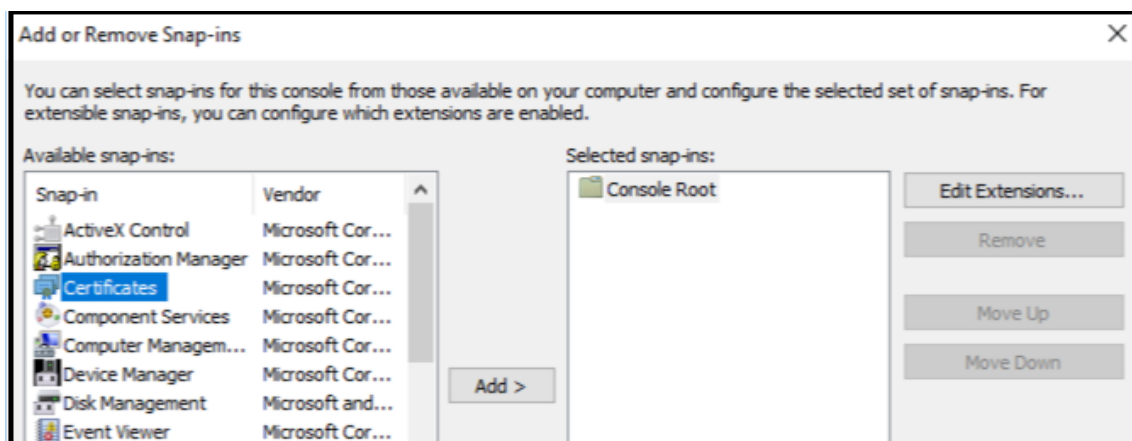 Add or Remove Snap-ins
You can select snap-ins for this console from those available on your computer and configure the selected set of snap-ins. For
extensible snap-ins, you can configure which extensions are enabled.
Available snap-ins:
Selected snap-ins:
Snap-in Vendor
Console Root
Edit Extensions...
ActiveX Control Microsoft Cor...
Remove
Authorization Manager Microsoft Cor...
Certificates Microsoft Cor...
Component Services Microsoft Cor...
Move Up
Computer Managem... Microsoft Cor...
Move Down
Device Manager Microsoft Cor...
Add >
Disk Management Microsoft and...
Event Viewer Microsoft Cor...